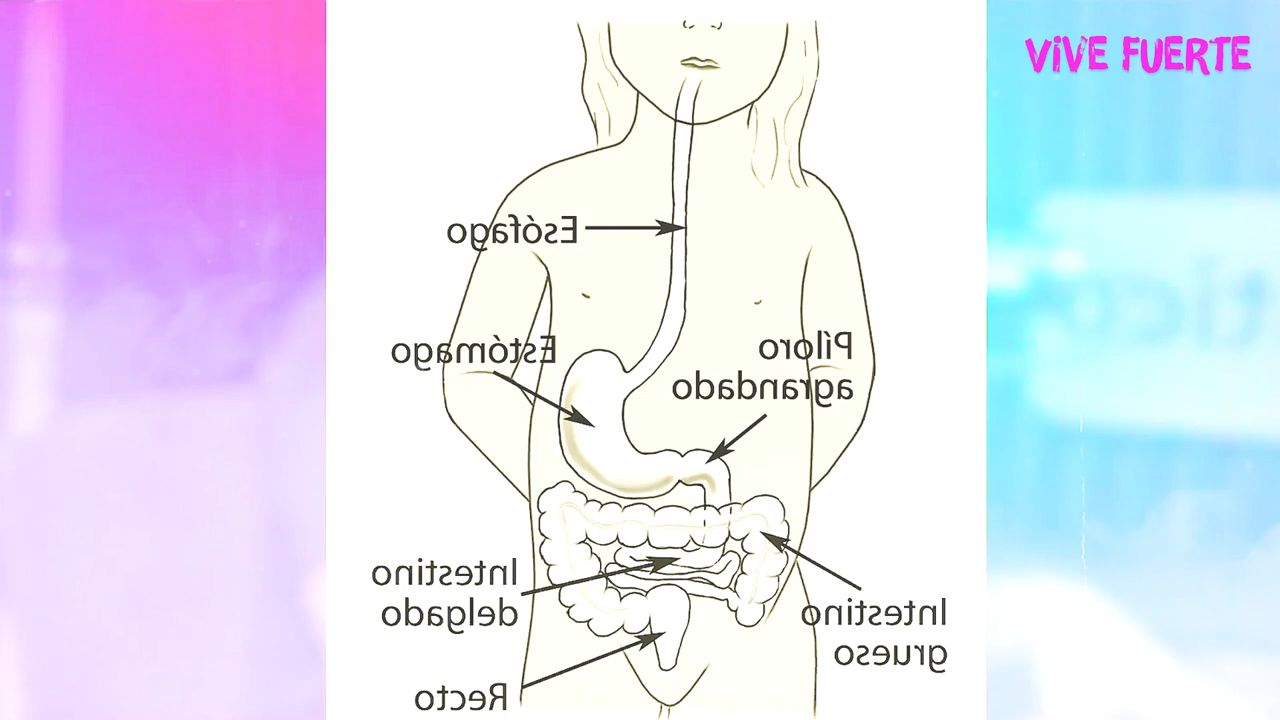 ViVE FUERTE
Esófago
Estómago
Píloro
agrandado
Intestino
delgado
Intestino
grueso
Recto